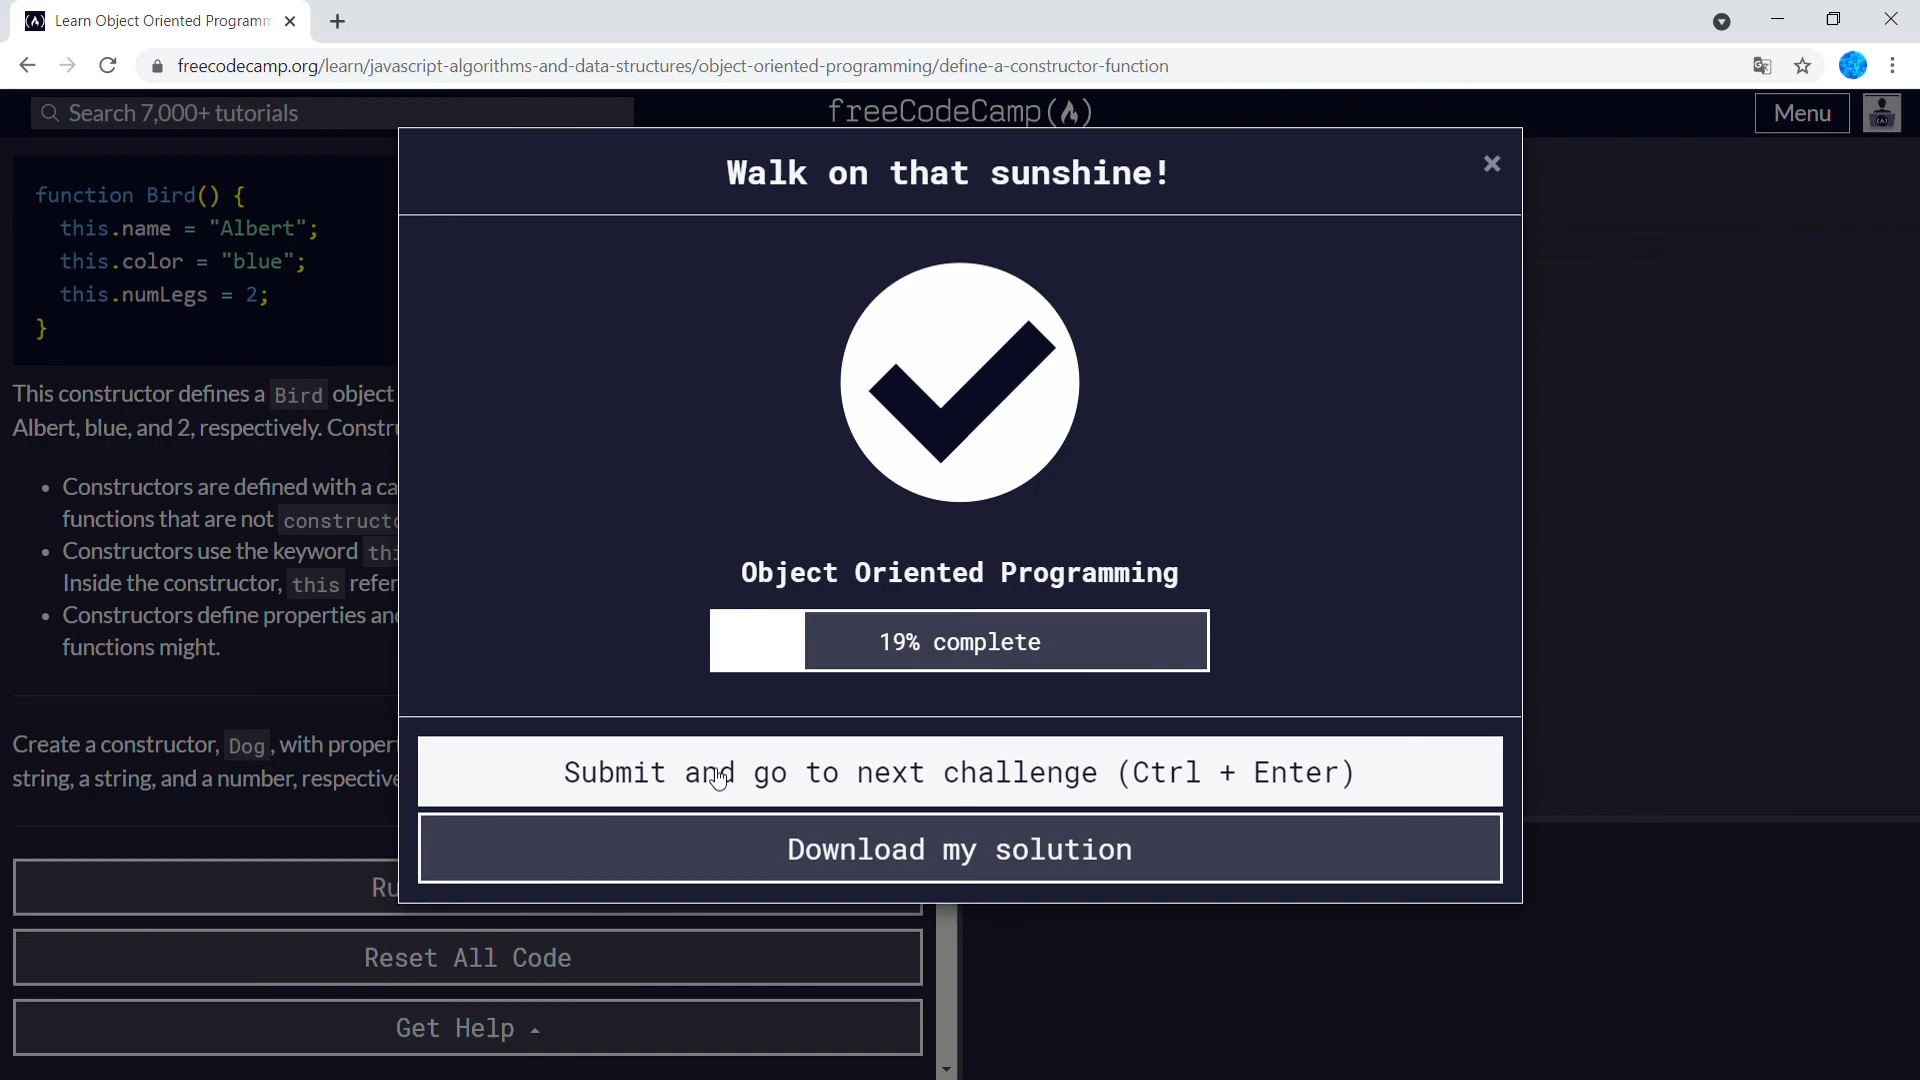 Learn Object Oriented Programm
freecodecamp.org/learn/javascript-algorithms-and-data-structures/object-oriented-programming/define-a-constructor-function
Search 7,000+ tutorials
freeCodeCamp
Menu
Walk on that sunshine!
×
function Bird() {
this.name = "Albert";
this.color = "blue";
this.numLegs = 2;
}
This constructor defines a Bird object
Albert, blue, and 2, respectively. Constr
Constructors are defined with a ca
functions that are not constructo
Constructors use the keyword thi
Inside the constructor, this refer
Constructors define properties an
functions might.
Create a constructor, Dog, with propert
string, a string, and a number, respective
Object Oriented Programming
19% complete
Submit and go to next challenge (Ctrl + Enter)
Download my solution
Ru
Reset All Code
Get Help